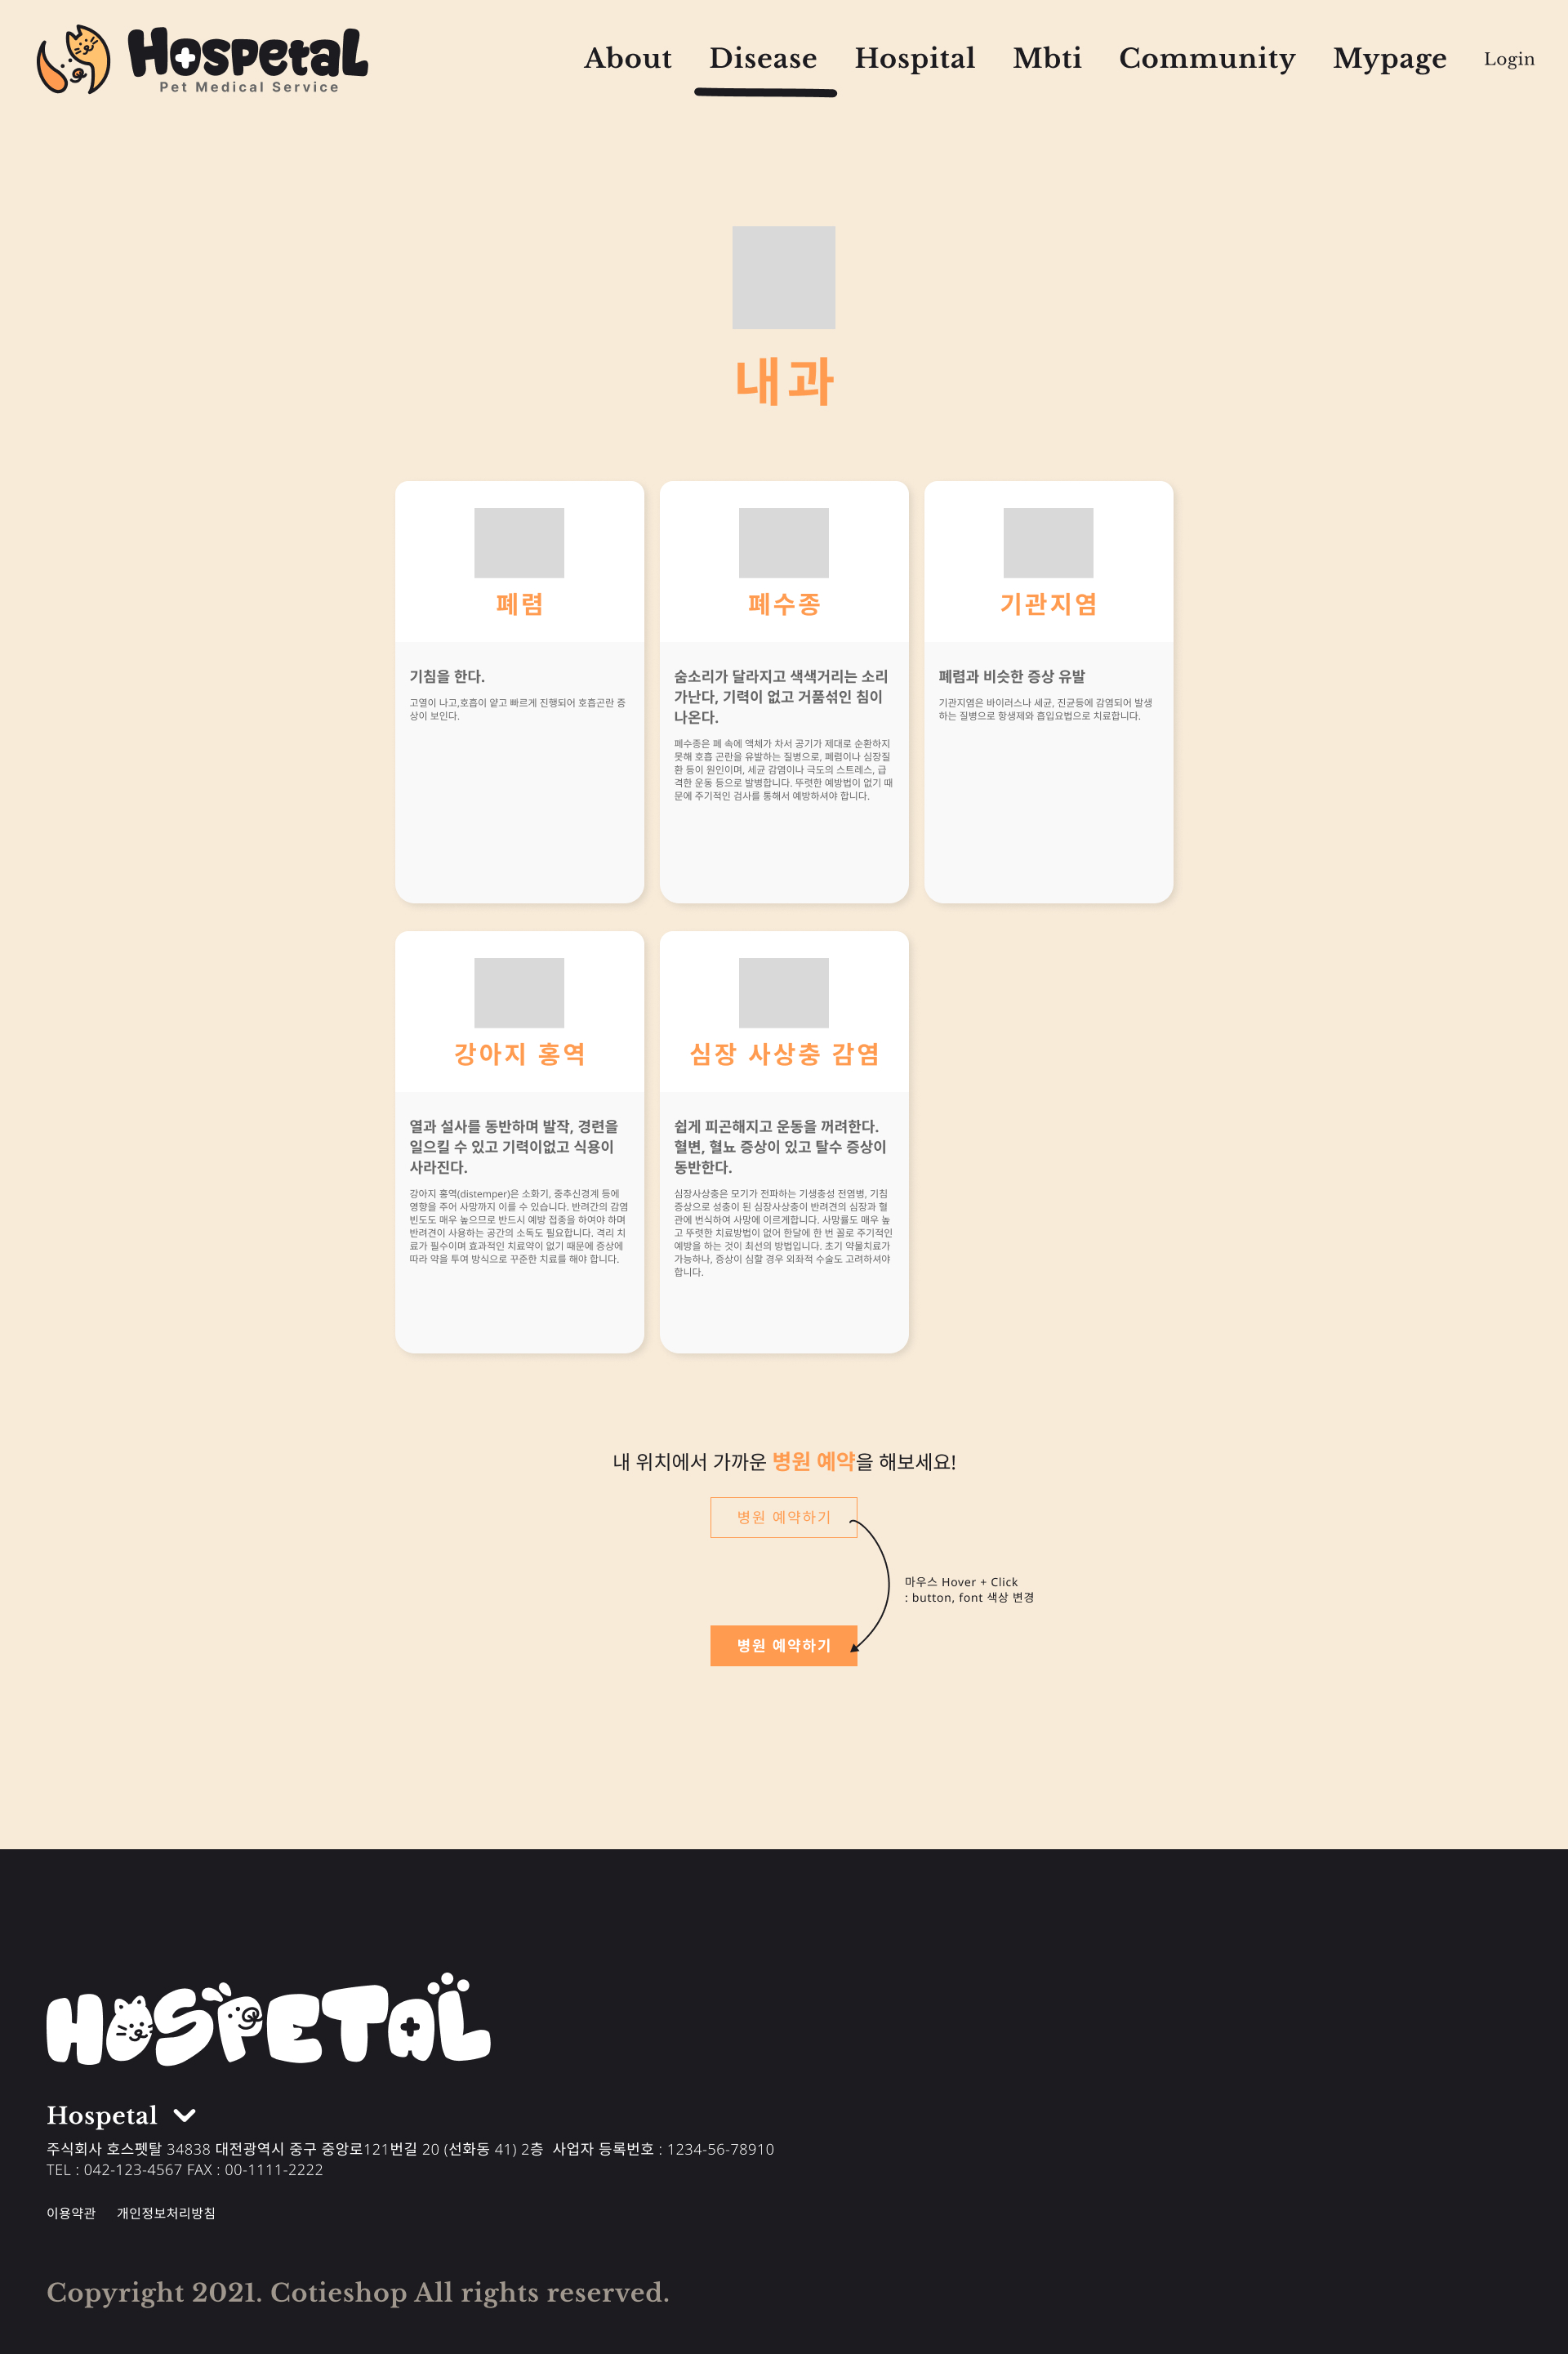 Hospetal
Pet Medical Service
About Disease Hospital Mbti Community Mypage Login
내과
폐렴
기침을 한다.
고열이 나고,호흡이 얕고 빠르게 진행되어 호흡곤란 증
상이 보인다.
폐수종
숨소리가 달라지고 색색거리는 소리
가난다, 기력이 없고 거품섞인 침이
나온다.
폐수종은 폐 속에 액체가 차서 공기가 제대로 순환하지
못해 호흡 곤란을 유발하는 질병으로, 폐렴이나 심장질
환 등이 원인이며, 세균 감염이나 극도의 스트레스, 급
격한 운동 등으로 발병합니다. 뚜렷한 예방법이 없기 때
문에 주기적인 검사를 통해서 예방하셔야 합니다.
기관지염
폐렴과 비슷한 증상 유발
기관지염은 바이러스나 세균, 진균등에 감염되어 발생
하는 질병으로 항생제와 흡입요법으로 치료합니다.
강아지 홍역
열과 설사를 동반하며 발작, 경련을
일으킬 수 있고 기력이없고 식용이
사라진다.
강아지 홍역(distemper)은 소화기, 중추신경계 등에
영향을 주어 사망까지 이를 수 있습니다. 반려간의 감염
빈도도 매우 높으므로 반드시 예방 접종을 하여야 하며
반려견이 사용하는 공간의 소독도 필요합니다. 격리 치
료가 필수이며 효과적인 치료약이 없기 때문에 증상에
따라 약을 투여 방식으로 꾸준한 치료를 해야 합니다.
심장 사상충 감염
쉽게 피곤해지고 운동을 꺼려한다.
혈변, 혈뇨 증상이 있고 탈수 증상이
동반한다.
심장사상충은 모기가 전파하는 기생충성 전염병, 기침
증상으로 성충이 된 심장사상충이 반려견의 심장과 혈
관에 번식하여 사망에 이르게합니다. 사망률도 매우 높
고 뚜렷한 치료방법이 없어 한달에 한 번 꼴로 주기적인
예방을 하는 것이 최선의 방법입니다. 초기 약물치료가
가능하나, 증상이 심할 경우 외좌적 수술도 고려하셔야
합니다.
내 위치에서 가까운 병원 예약을 해보세요!
병원 예약하기
마우스 Hover + Click
: button, font 색상 변경
병원 예약하기
HOSPETAL
Hospetal
주식회사 호스펫탈 34838 대전광역시 중구 중앙로121번길 20 (선화동 41) 2층 사업자 등록번호 : 1234-56-78910
TEL : 042-123-4567 FAX : 00-1111-2222
이용약관 개인정보처리방침
Copyright 2021. Cotieshop All rights reserved.